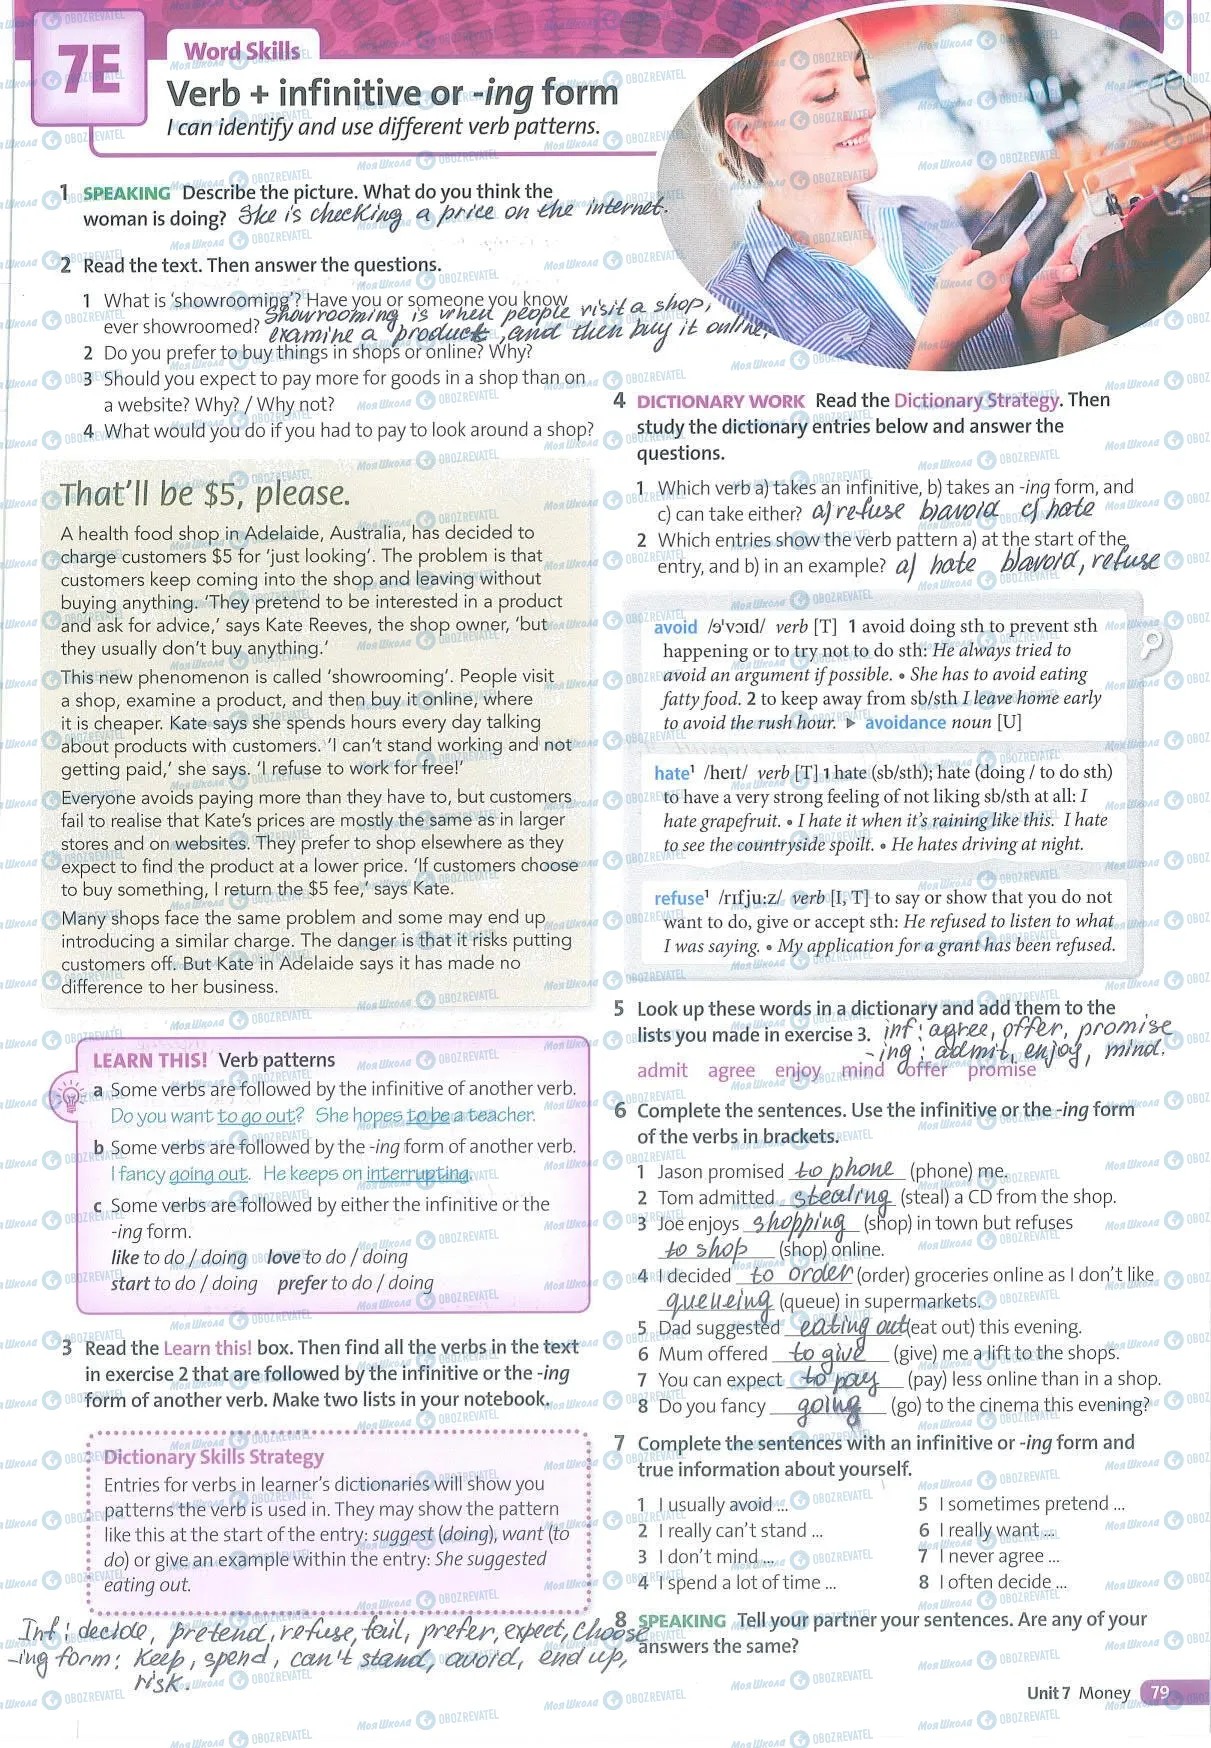 7E
Word Skills
Verb + infinitive or -ing form
I can identify and use different verb patterns.
1 SPEAKING Describe the picture. What do you think the
woman is doing? She is checking a price on the internet.
2 Read the text. Then answer the questions.
1 What is ‘showrooming’? Have you or someone you know
ever showroomed? Showrooming is when people visit a shop,
examine a product, and then buy it online.
2 Do you prefer to buy things in shops or online? Why?
3 Should you expect to pay more for goods in a shop than on
a website? Why? / Why not?
4 What would you do if you had to pay to look around a shop?
That’ll be $5, please.
A health food shop in Adelaide, Australia, has decided to
charge customers $5 for ‘just looking’. The problem is that
customers keep coming into the shop and leaving without
buying anything. ‘They pretend to be interested in a product
and ask for advice,’ says Kate Reeves, the shop owner, ‘but
they usually don’t buy anything.’
This new phenomenon is called ‘showrooming’. People visit
a shop, examine a product, and then buy it online, where
it is cheaper. Kate says she spends hours every day talking
about products with customers. ‘I can’t stand working and not
getting paid,’ she says. ‘I refuse to work for free!’
Everyone avoids paying more than they have to, but customers
fail to realise that Kate’s prices are mostly the same as in larger
stores and on websites. They prefer to shop elsewhere as they
expect to find the product at a lower price. ‘If customers choose
to buy something, I return the $5 fee,’ says Kate.
Many shops face the same problem and some may end up
introducing a similar charge. The danger is that it risks putting
customers off. But Kate in Adelaide says it has made no
difference to her business.
LEARN THIS! Verb patterns
a Some verbs are followed by the infinitive of another verb.
Do you want to go out? She hopes to be a teacher.
b Some verbs are followed by the -ing form of another verb.
I fancy going out. He keeps on interrupting.
c Some verbs are followed by either the infinitive or the
-ing form.
like to do / doing love to do / doing
start to do / doing prefer to do / doing
3 Read the Learn this! box. Then find all the verbs in the text
in exercise 2 that are followed by the infinitive or the -ing
form of another verb. Make two lists in your notebook.
Dictionary Skills Strategy
Entries for verbs in learner’s dictionaries will show you
patterns the verb is used in. They may show the pattern
like this at the start of the entry: suggest (doing), want (to
do) or give an example within the entry: She suggested
eating out.
Inf: decide, pretend, refuse, fail, prefer, expect, choose
-ing form: keep, spend, can't stand, avoid, end up,
risk.
4 DICTIONARY WORK Read the Dictionary Strategy. Then
study the dictionary entries below and answer the
questions.
1 Which verb a) takes an infinitive, b) takes an -ing form, and
c) can take either? a) refuse b) avoid c) hate
2 Which entries show the verb pattern a) at the start of the
entry, and b) in an example? a) hate b) avoid, refuse
avoid /ə'vɔɪd/ verb [T] 1 avoid doing sth to prevent sth
happening or to try not to do sth: He always tried to
avoid an argument if possible. • She has to avoid eating
fatty food. 2 to keep away from sb/sth I leave home early
to avoid the rush hour. ▶ avoidance noun [U]
hate¹ /heɪt/ verb [T] 1 hate (sb/sth); hate (doing / to do sth)
to have a very strong feeling of not liking sb/sth at all: I
hate grapefruit. • I hate it when it’s raining like this. I hate
to see the countryside spoilt. • He hates driving at night.
refuse¹ /rɪfju:z/ verb [I, T] to say or show that you do not
want to do, give or accept sth: He refused to listen to what
I was saying. • My application for a grant has been refused.
5 Look up these words in a dictionary and add them to the
lists you made in exercise 3. inf: agree, offer, promise
-ing: admit, enjoy, mind.
admit agree enjoy mind offer promise
6 Complete the sentences. Use the infinitive or the -ing form
of the verbs in brackets.
1 Jason promised to phone (phone) me.
2 Tom admitted stealing (steal) a CD from the shop.
3 Joe enjoys shopping (shop) in town but refuses
to shop (shop) online.
4 I decided to order (order) groceries online as I don’t like
queueing (queue) in supermarkets.
5 Dad suggested eating out (eat out) this evening.
6 Mum offered to give (give) me a lift to the shops.
7 You can expect to pay (pay) less online than in a shop.
8 Do you fancy going (go) to the cinema this evening?
7 Complete the sentences with an infinitive or -ing form and
true information about yourself.
1 I usually avoid ...
2 I really can’t stand ...
3 I don’t mind ...
4 I spend a lot of time ...
5 I sometimes pretend ...
6 I really want ...
7 I never agree ...
8 I often decide ...
8 SPEAKING Tell your partner your sentences. Are any of your
answers the same?
Unit 7 Money 79
МояШкола OBOZREVATEL